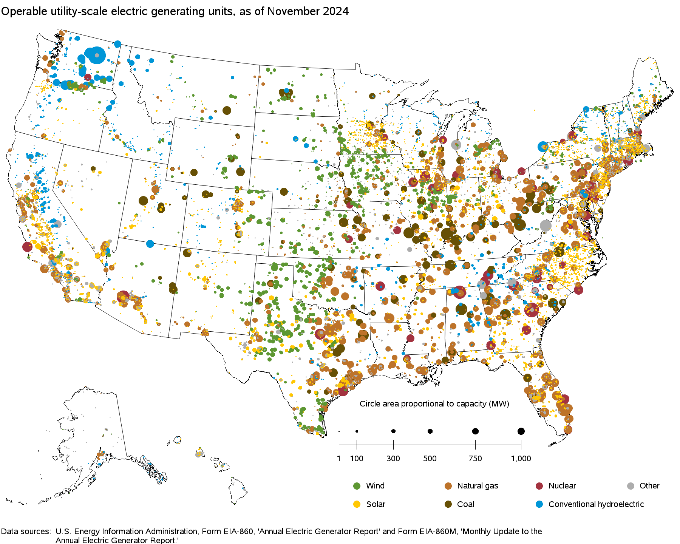 Operable utility-scale electric generating units, as of November 2024
Circle area proportional to capacity (MW)
1 100 300 500 750 1,000
Wind Natural gas Nuclear Other
Solar Coal Conventional hydroelectric
Data sources: U.S. Energy Information Administration, Form EIA-860, 'Annual Electric Generator Report' and Form EIA-860M, 'Monthly Update to the
Annual Electric Generator Report.'